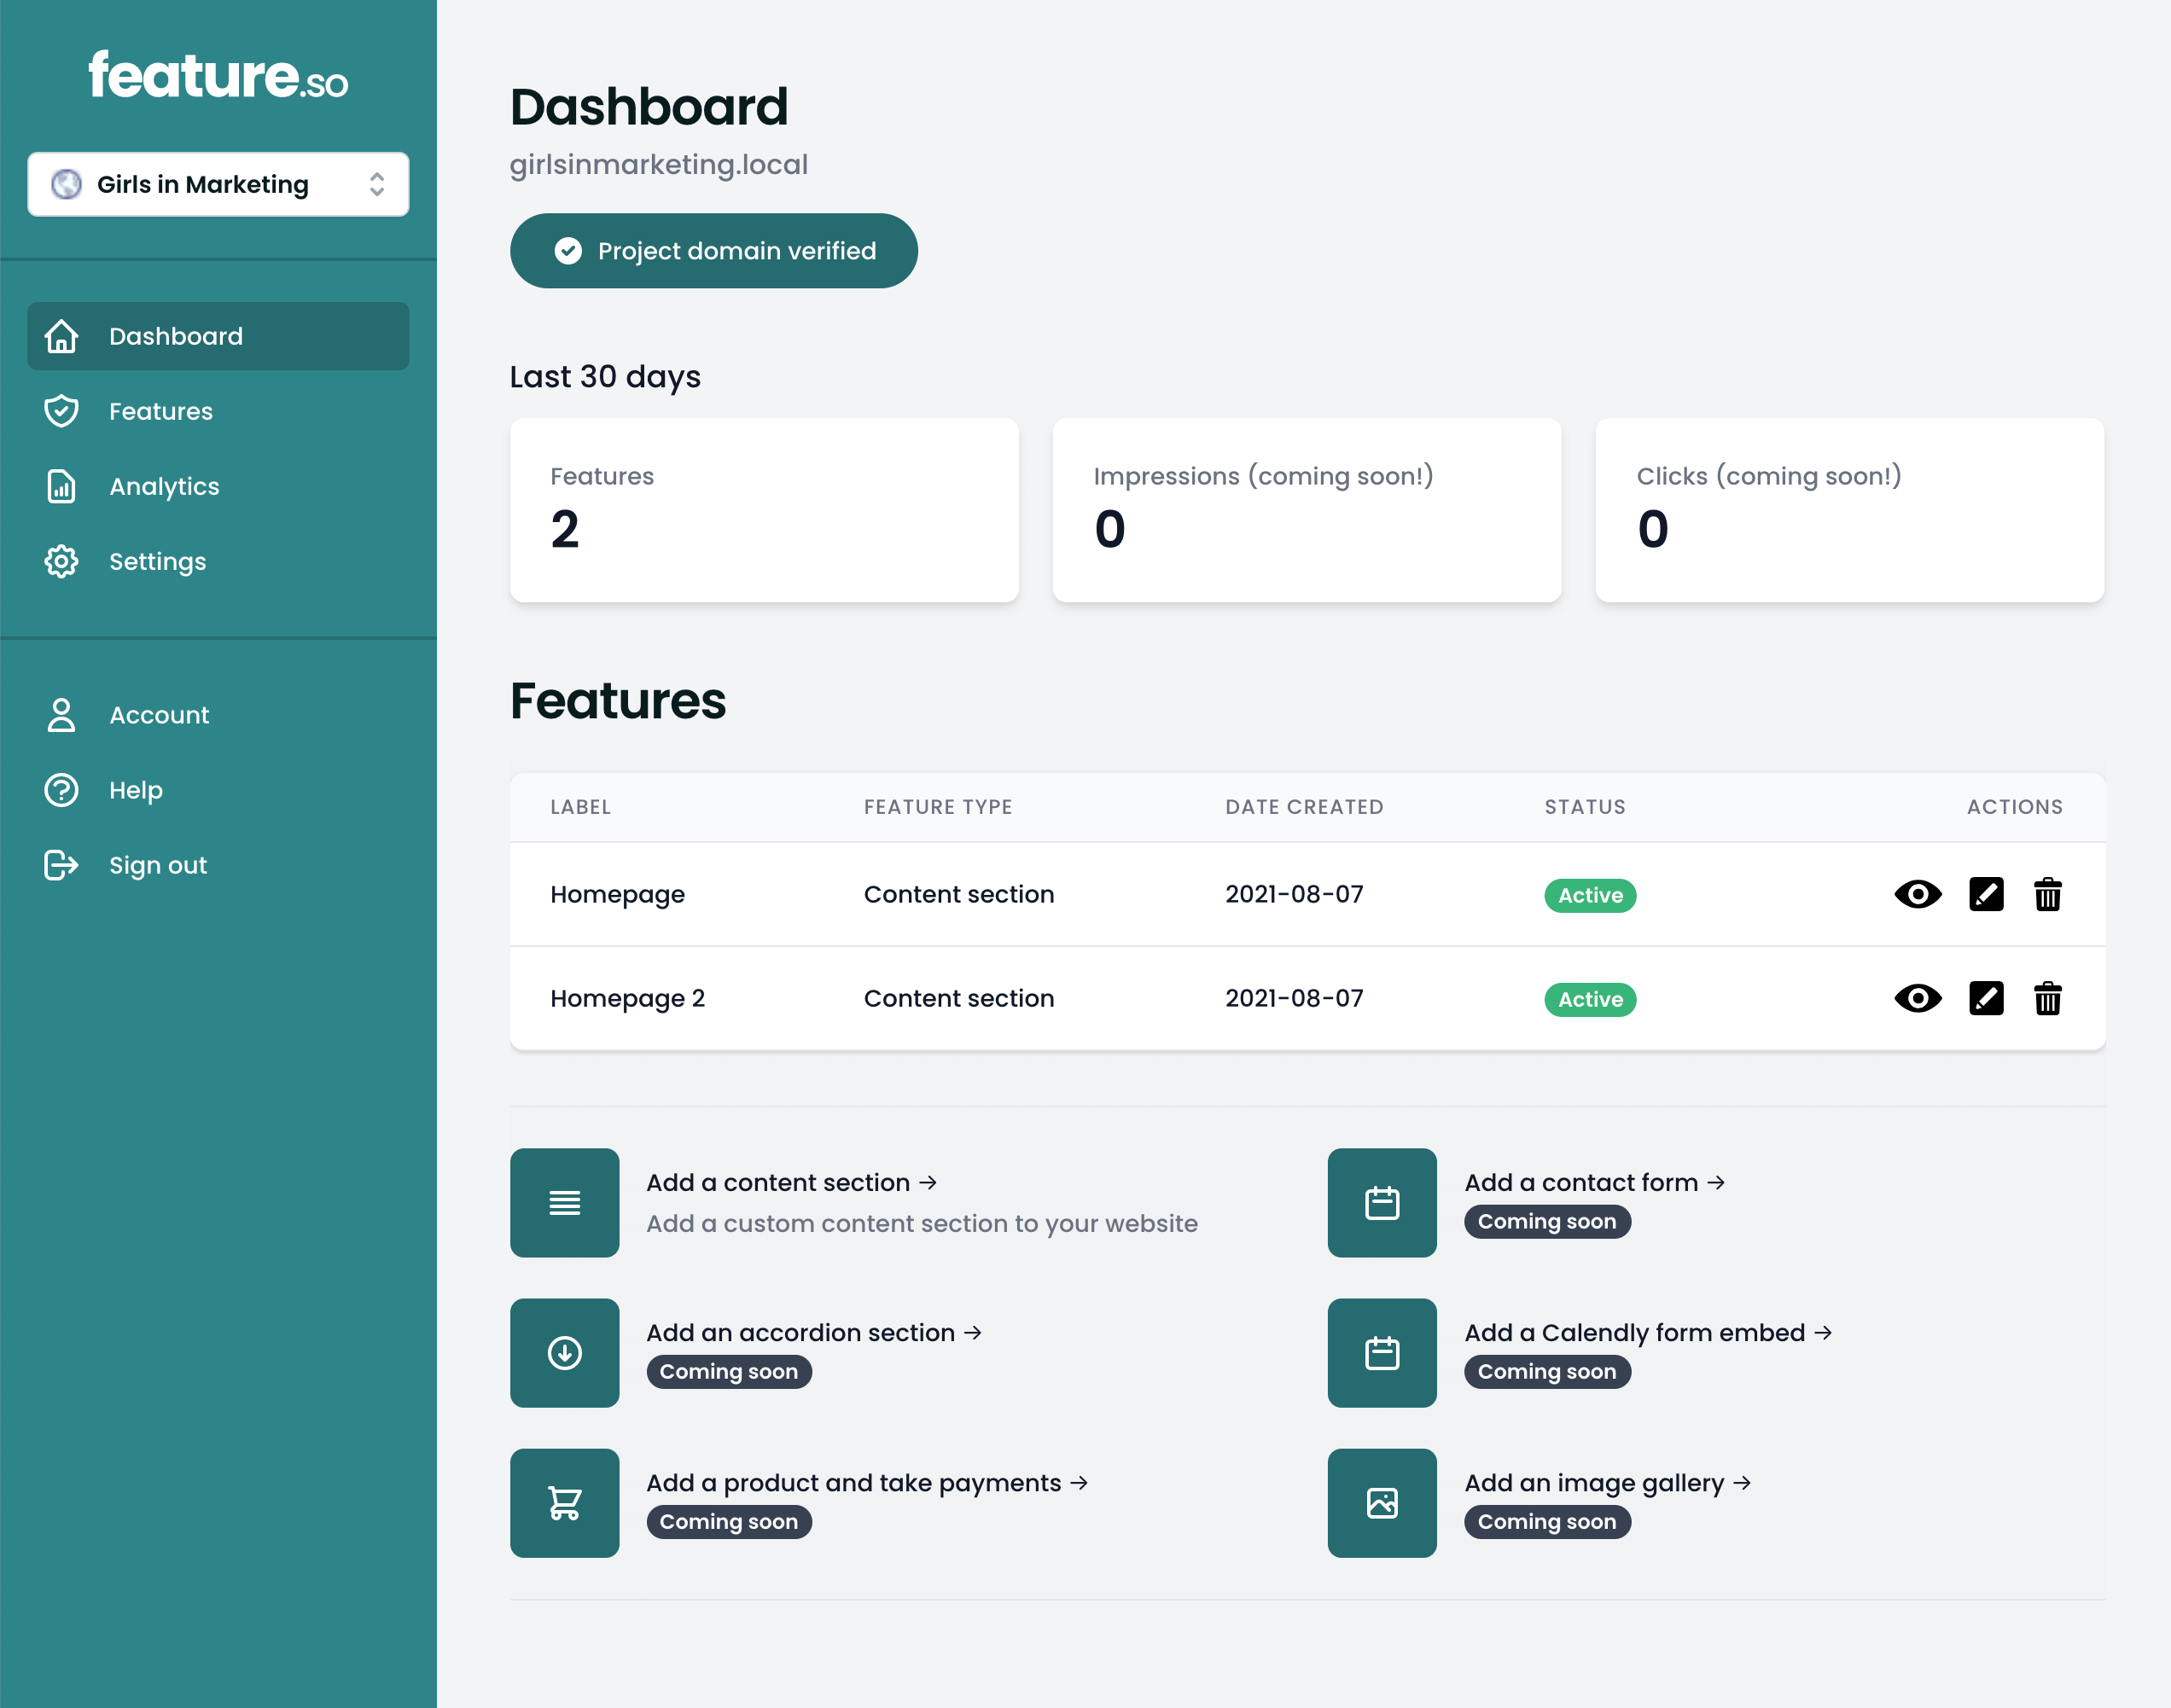 feature.so
Girls in Marketing
Dashboard
Features
Analytics
Settings
Account
Help
Sign out
Dashboard
girlsinmarketing.local
Project domain verified
Last 30 days
Features
2
Impressions (coming soon!)
0
Clicks (coming soon!)
0
Features
LABEL FEATURE TYPE DATE CREATED STATUS ACTIONS
Homepage Content section 2021-08-07 Active
Homepage 2 Content section 2021-08-07 Active
Add a content section →
Add a custom content section to your website
Add a contact form →
Coming soon
Add an accordion section →
Coming soon
Add a Calendly form embed →
Coming soon
Add a product and take payments →
Coming soon
Add an image gallery →
Coming soon